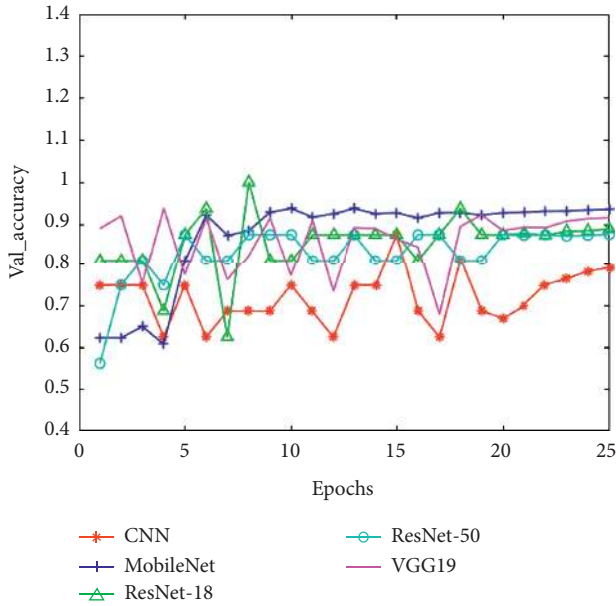 Val_accuracy
1.4
1.3
1.2
1.1
1
0.9
0.8
0.7
0.6
0.5
0.4
0
5
10
15
20
25
Epochs
CNN
MobileNet
ResNet-18
ResNet-50
VGG19